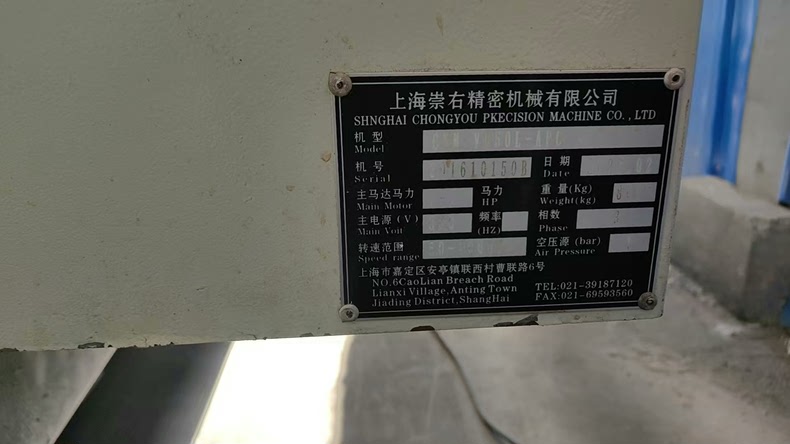 上海崇右精密机械有限公司
SHNGHAI CHONGYOU PKECISION MACHINE CO., LTD
机型
Model
机号 日期
Serial Date
主马达马力 马力 重量(Kg)
Main Motor HP Weight(kg)
主电源(V) 频率 相数
Main Voit (HZ) Phase
转速范围 空压源(bar)
Speed range Air Pressure
上海市嘉定区安亭镇联西村曹联路6号
NO.6CaoLian Breach Road
Lianxi Village,Anting Town TEL:021-39187120
Jiading District,ShangHai FAX:021-69593560